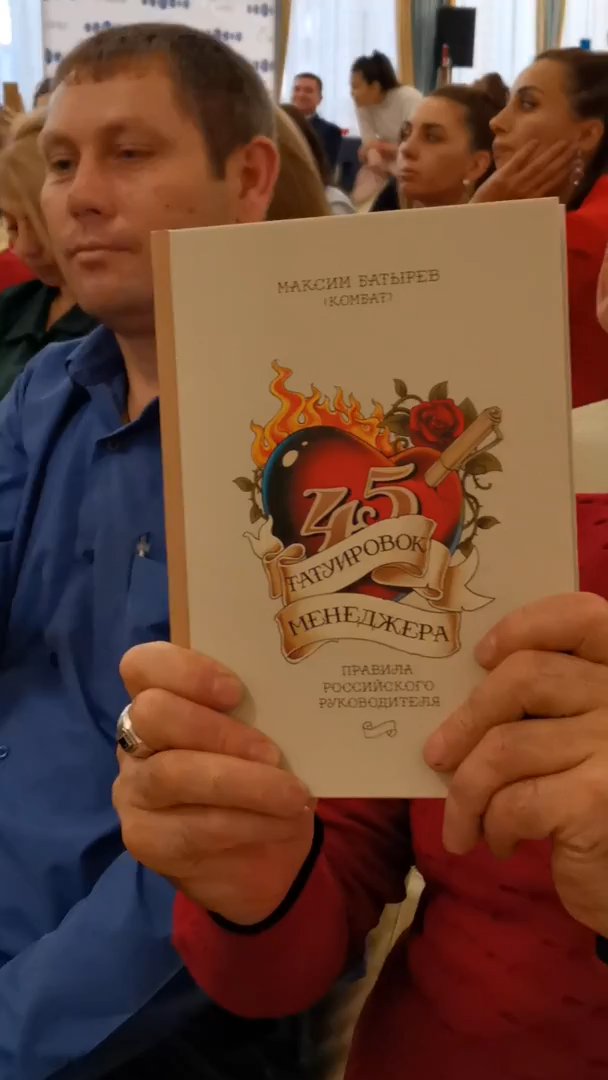 МАКСИМ БАТЫРЕВ
(КОМБАТ)
45
ТАТУИРОВОК
МЕНЕДЖЕРА
ПРАВИЛА
РОССИЙСКОГО
РУКОВОДИТЕЛЯ